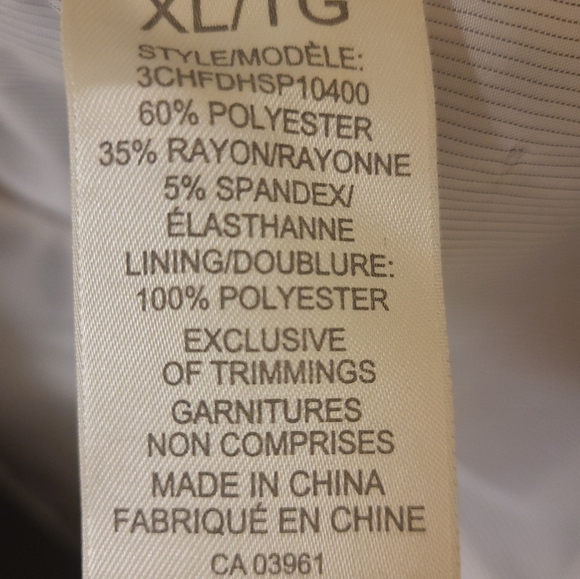 XL/TG
STYLE/MODÈLE:
3CHFDHSP10400
60% POLYESTER
35% RAYON/RAYONNE
5% SPANDEX/
ÉLASTHANNE
LINING/DOUBLURE:
100% POLYESTER
EXCLUSIVE
OF TRIMMINGS
GARNITURES
NON COMPRISES
MADE IN CHINA
FABRIQUÉ EN CHINE
CA 03961